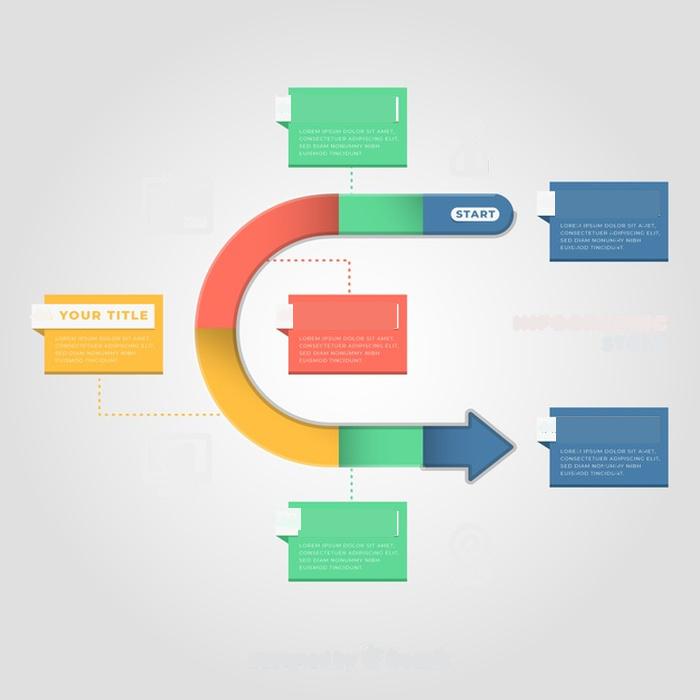 LOREM IPSUM DOLOR SIT AMET,
CONSECTETUER ADIPISCING ELIT,
SED DIAM NONUMMY NIBH
EUISMOD TINCIDUNT
START
LOREM IPSUM DOLOR SIT AMET,
CONSECTETUER ADIPISCING ELIT,
SED DIAM NONUMMY NIBH
EUISMOD TINCIDUNT
YOUR TITLE
LOREM IPSUM DOLOR SIT AMET,
CONSECTETUER ADIPISCING ELIT,
SED DIAM NONUMMY NIBH
EUISMOD TINCIDUNT
LOREM IPSUM DOLOR SIT AMET,
CONSECTETUER ADIPISCING ELIT,
SED DIAM NONUMMY NIBH
EUISMOD TINCIDUNT
LOREM IPSUM DOLOR SIT AMET,
CONSECTETUER ADIPISCING ELIT,
SED DIAM NONUMMY NIBH
EUISMOD TINCIDUNT
LOREM IPSUM DOLOR SIT AMET,
CONSECTETUER ADIPISCING ELIT,
SED DIAM NONUMMY NIBH
EUISMOD TINCIDUNT